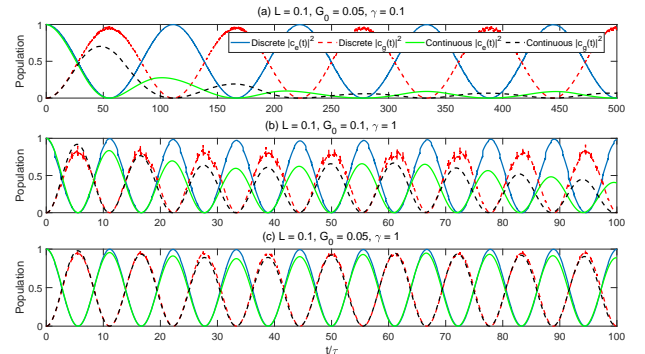 (a) L = 0.1, G₀ = 0.05, γ = 0.1
Population
1
0.5
0
Discrete |cₑ(t)|² Discrete |c_g(t)|² Continuous |cₑ(t)|² Continuous |c_g(t)|²
0 50 100 150 200 250 300 350 400 450 500
(b) L = 0.1, G₀ = 0.1, γ = 1
Population
1
0.5
0
0 10 20 30 40 50 60 70 80 90 100
(c) L = 0.1, G₀ = 0.05, γ = 1
Population
1
0.5
0
0 10 20 30 40 50 60 70 80 90 100
t/τ